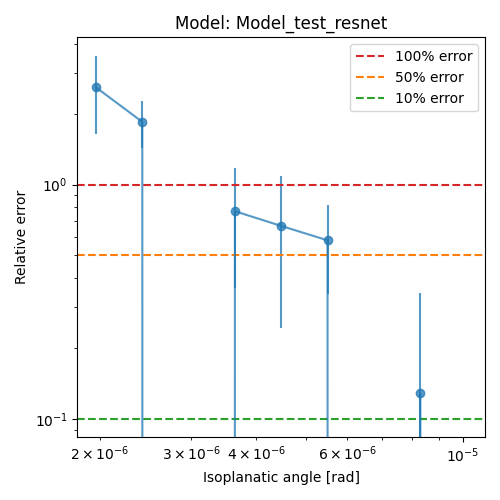 Model: Model_test_resnet
100% error
50% error
10% error
Relative error
10⁰
10⁻¹
2 × 10⁻⁶
3 × 10⁻⁶
4 × 10⁻⁶
6 × 10⁻⁶
10⁻⁵
Isoplanatic angle [rad]